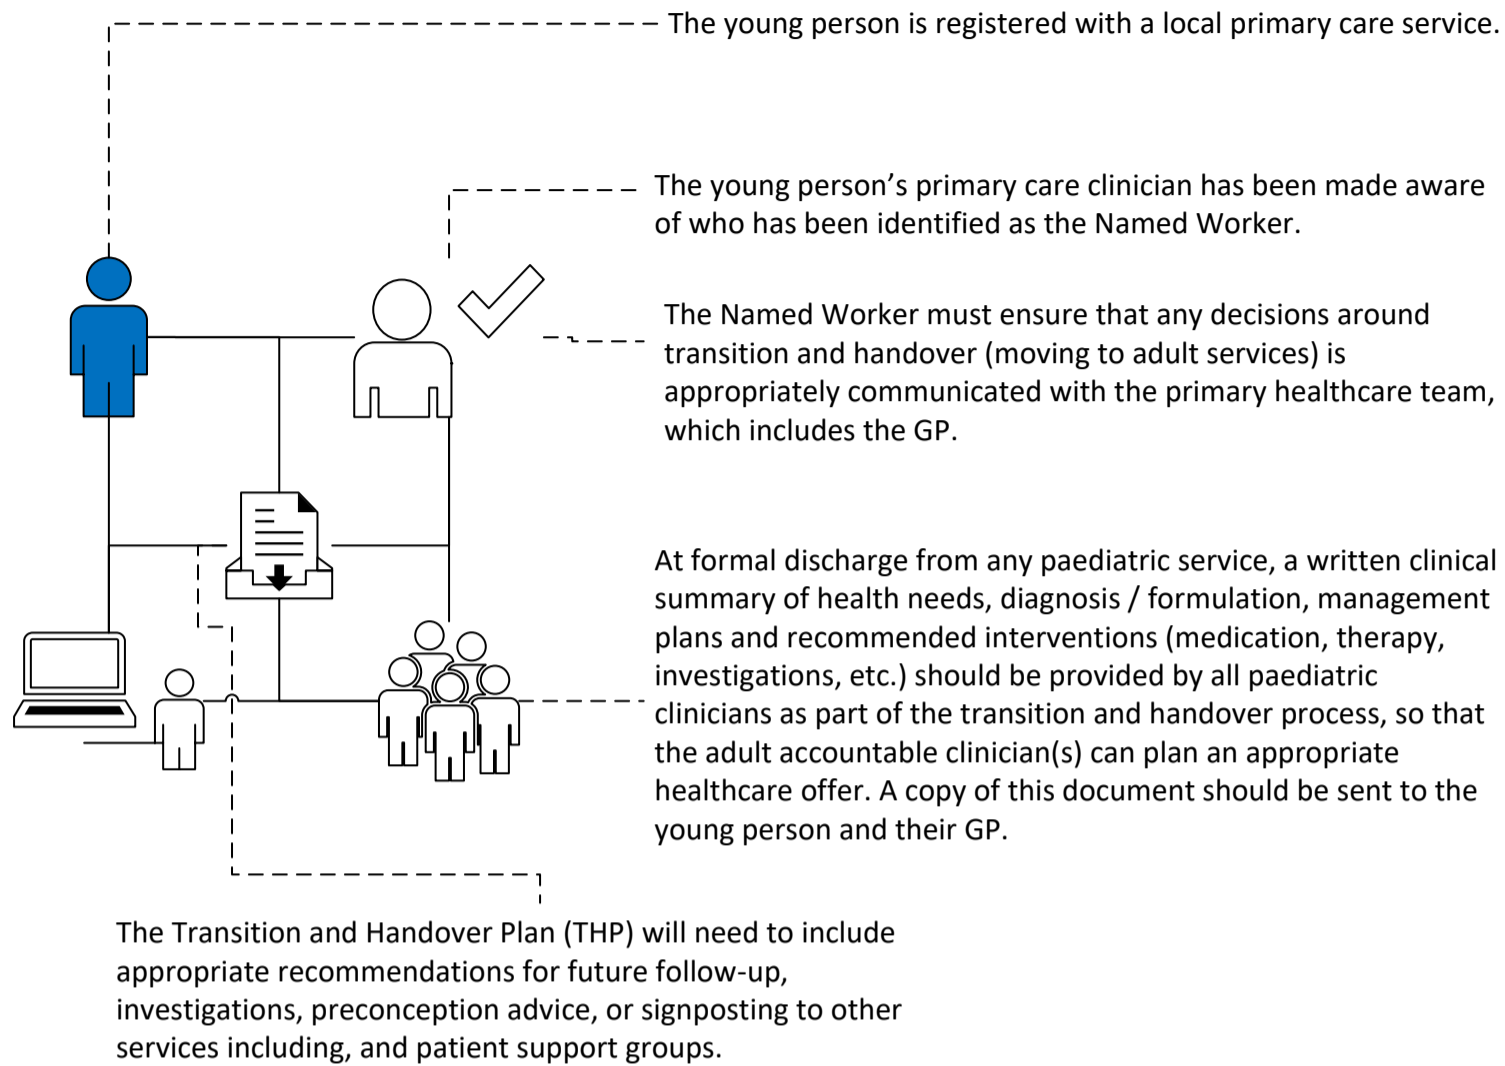 The young person is registered with a local primary care service.
The young person’s primary care clinician has been made aware
of who has been identified as the Named Worker.
The Named Worker must ensure that any decisions around
transition and handover (moving to adult services) is
appropriately communicated with the primary healthcare team,
which includes the GP.
At formal discharge from any paediatric service, a written clinical
summary of health needs, diagnosis / formulation, management
plans and recommended interventions (medication, therapy,
investigations, etc.) should be provided by all paediatric
clinicians as part of the transition and handover process, so that
the adult accountable clinician(s) can plan an appropriate
healthcare offer. A copy of this document should be sent to the
young person and their GP.
The Transition and Handover Plan (THP) will need to include
appropriate recommendations for future follow-up,
investigations, preconception advice, or signposting to other
services including, and patient support groups.